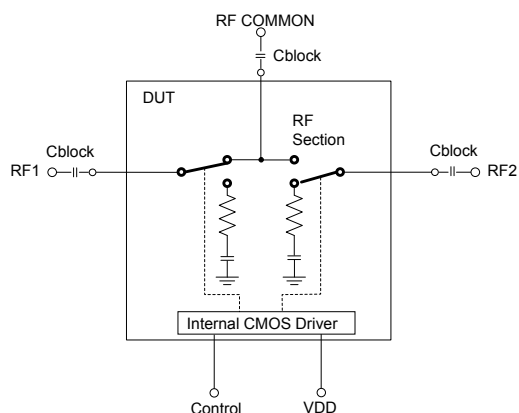 RF COMMON
Cblock
DUT
RF
Section
Cblock
RF1
Cblock
RF2
Internal CMOS Driver
Control
VDD